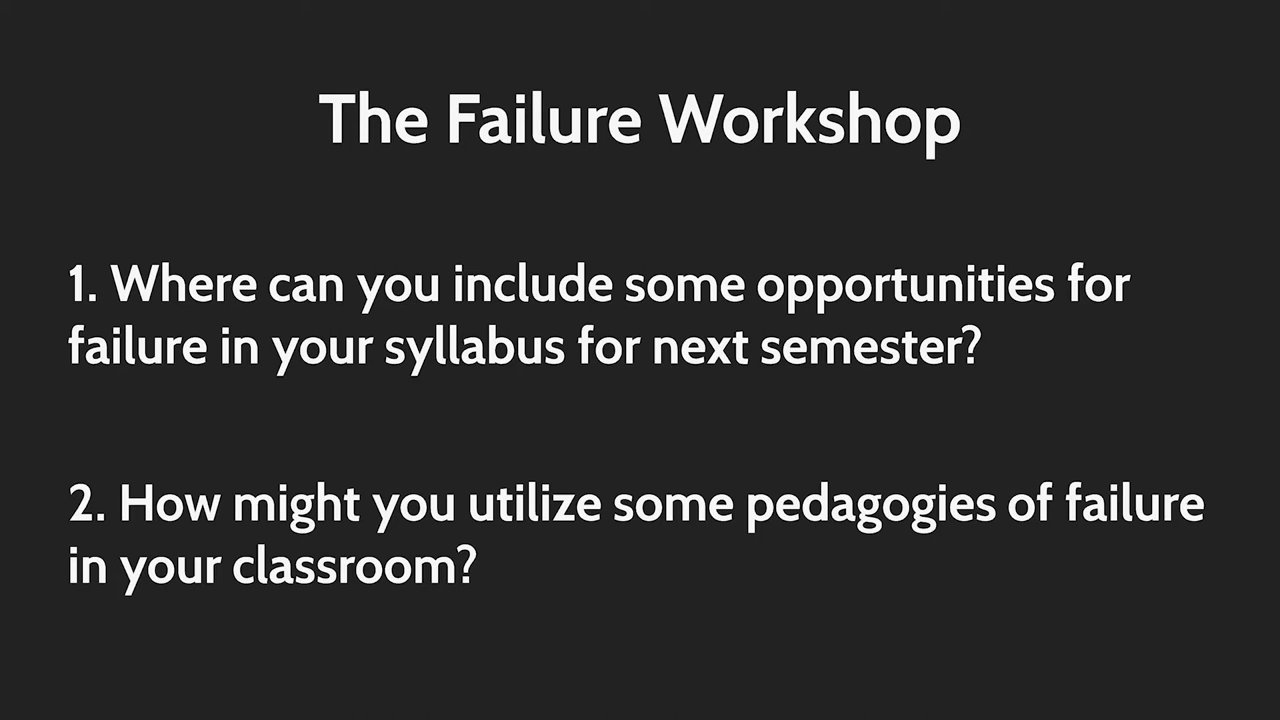 The Failure Workshop
1. Where can you include some opportunities for
failure in your syllabus for next semester?
2. How might you utilize some pedagogies of failure
in your classroom?